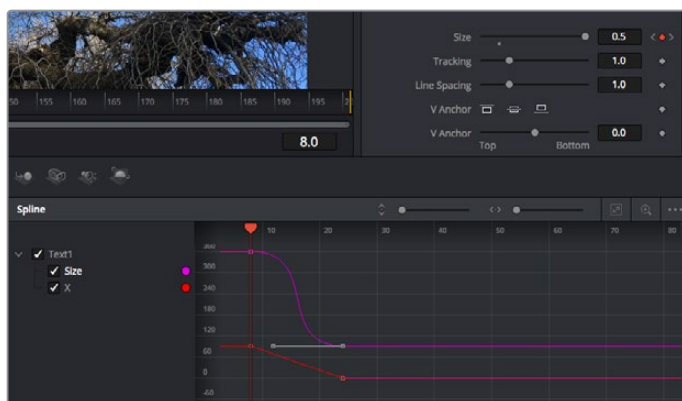 Size 0.5
Tracking 1.0
Line Spacing 1.0
V Anchor
V Anchor 0.0
Top Bottom
50 155 160 165 170 175 180 185 190 195
8.0
Spline
10 20 30 40 50 60 70 80
Text1
Size
X
360
300
240
180
120
60
0
-60